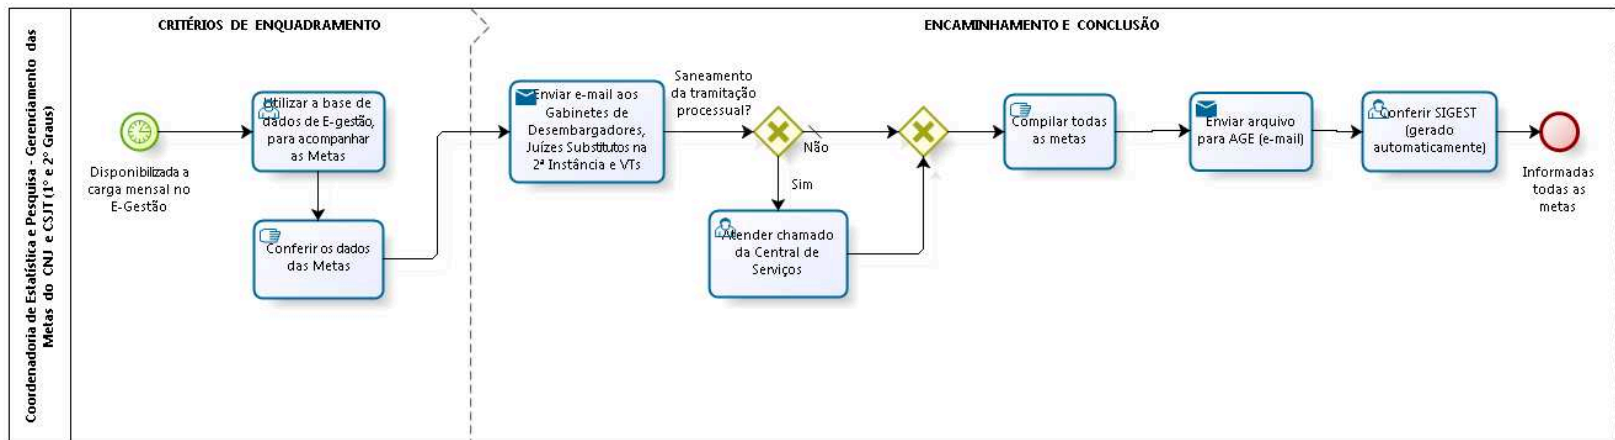 Coordenadoria de Estatística e Pesquisa - Gerenciamento das
Metas do CNJ e CSJT (1º e 2º Graus)
CRITÉRIOS DE ENQUADRAMENTO
Disponibilizada a
carga mensal no
E-Gestão
Utilizar a base de
dados de E-gestão,
para acompanhar
as Metas
Conferir os dados
das Metas
ENCAMINHAMENTO E CONCLUSÃO
Enviar e-mail aos
Gabinetes de
Desembargadores,
Juízes Substitutos na
2ª Instância e VTs
Saneamento
da tramitação
processual?
Não
Sim
Atender chamado
da Central de
Serviços
Compilar todas
as metas
Enviar arquivo
para AGE (e-mail)
Conferir SIGEST
(gerado
automaticamente)
Informadas
todas as
metas